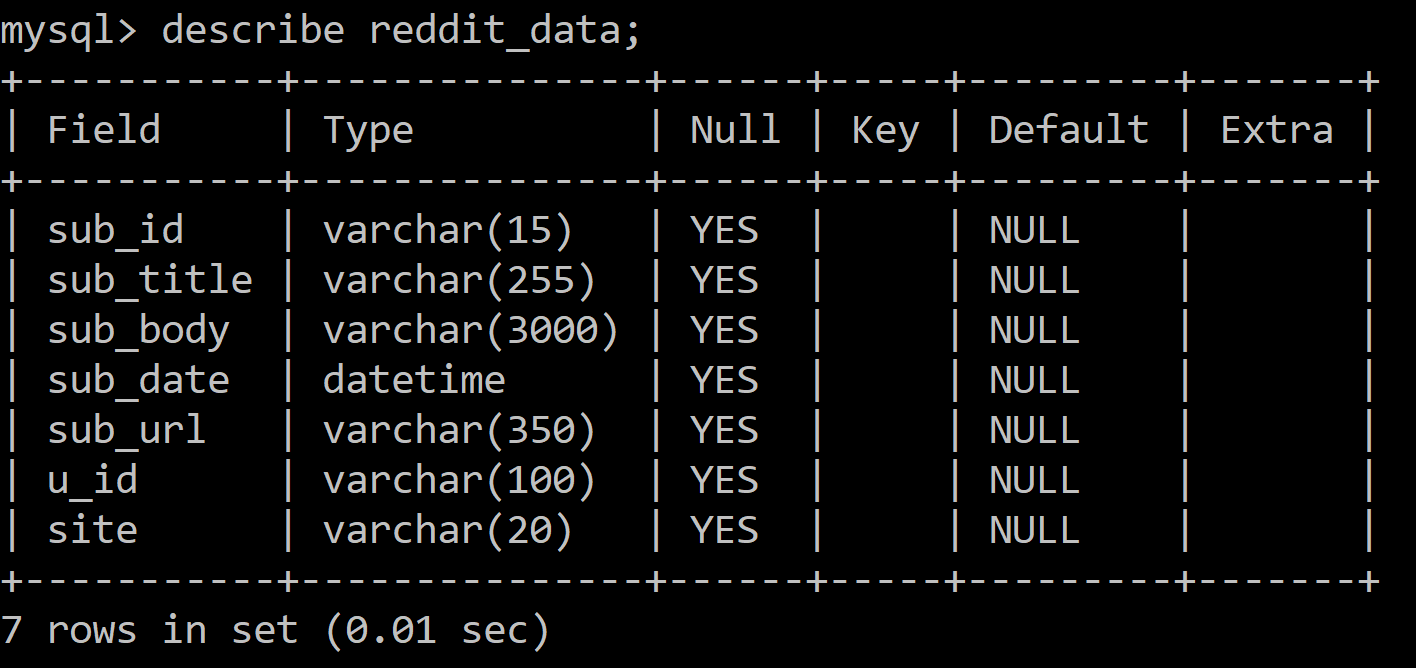 mysql> describe reddit_data;
+-----------+---------------+------+-----+---------+-------+
| Field     | Type          | Null | Key | Default | Extra |
+-----------+---------------+------+-----+---------+-------+
| sub_id    | varchar(15)   | YES  |     | NULL    |       |
| sub_title | varchar(255)  | YES  |     | NULL    |       |
| sub_body  | varchar(3000) | YES  |     | NULL    |       |
| sub_date  | datetime      | YES  |     | NULL    |       |
| sub_url   | varchar(350)  | YES  |     | NULL    |       |
| u_id      | varchar(100)  | YES  |     | NULL    |       |
| site      | varchar(20)   | YES  |     | NULL    |       |
+-----------+---------------+------+-----+---------+-------+
7 rows in set (0.01 sec)